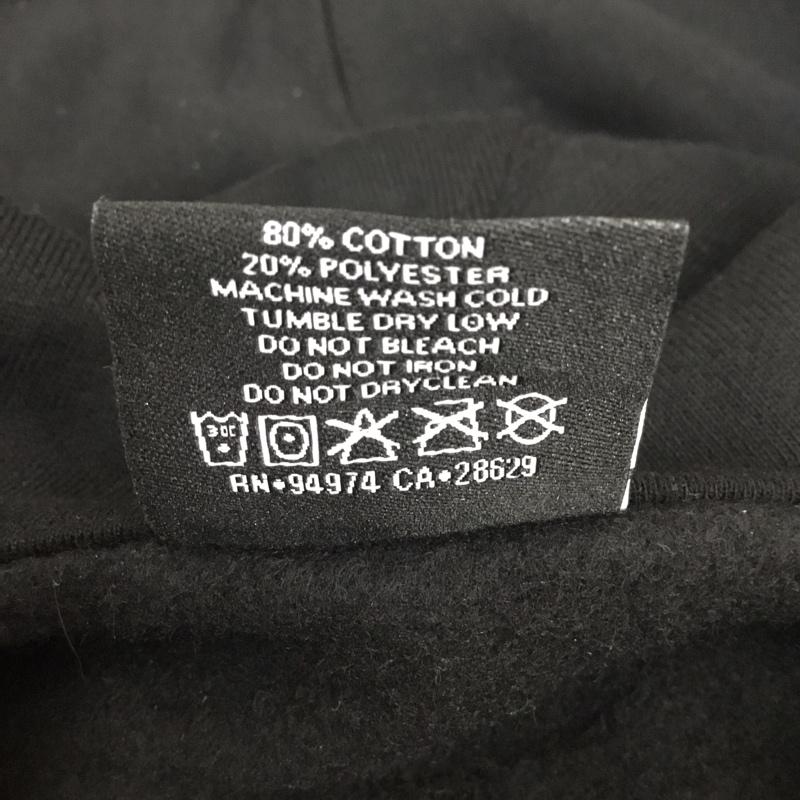 80% COTTON
20% POLYESTER
MACHINE WASH COLD
TUMBLE DRY LOW
DO NOT BLEACH
DO NOT IRON
DO NOT DRYCLEAN
30C
RN•94974 CA•28629